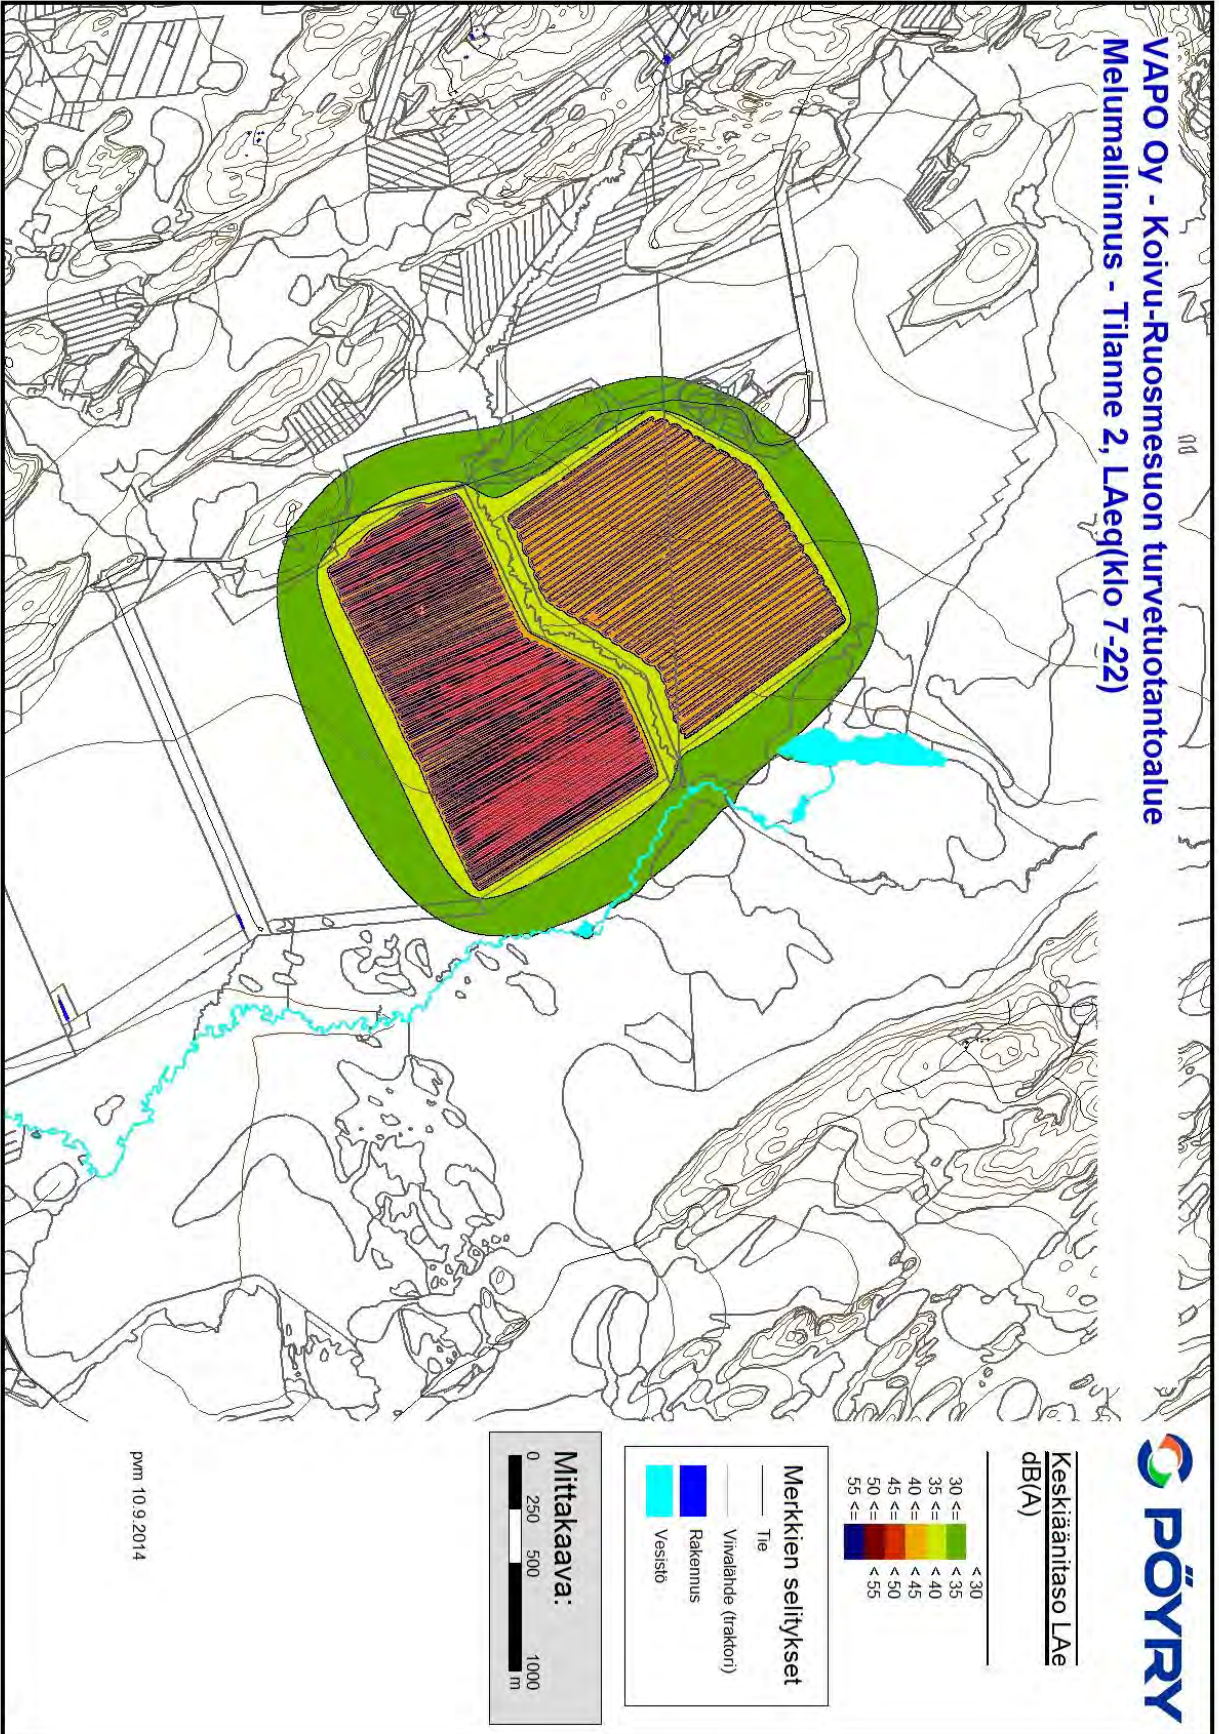 VAPO Oy - Koivu-Ruosmesuon turvetuotantoalue
Melumallinnus - Tilanne 2, LAeq(klo 7-22)
PÖYRY
Keskiäänitaso LAe
dB(A)
< 30
30 <= < 35
35 <= < 40
40 <= < 45
45 <= < 50
50 <= < 55
55 <=
Merkkien selitykset
Tie
Viivalähde (traktori)
Rakennus
Vesistö
Mittakaava:
0 250 500 1000
m
pvm 10.9.2014